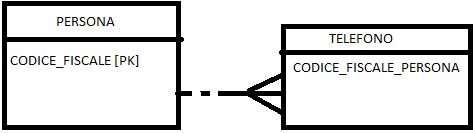 PERSONA
CODICE_FISCALE [PK]
TELEFONO
CODICE_FISCALE_PERSONA